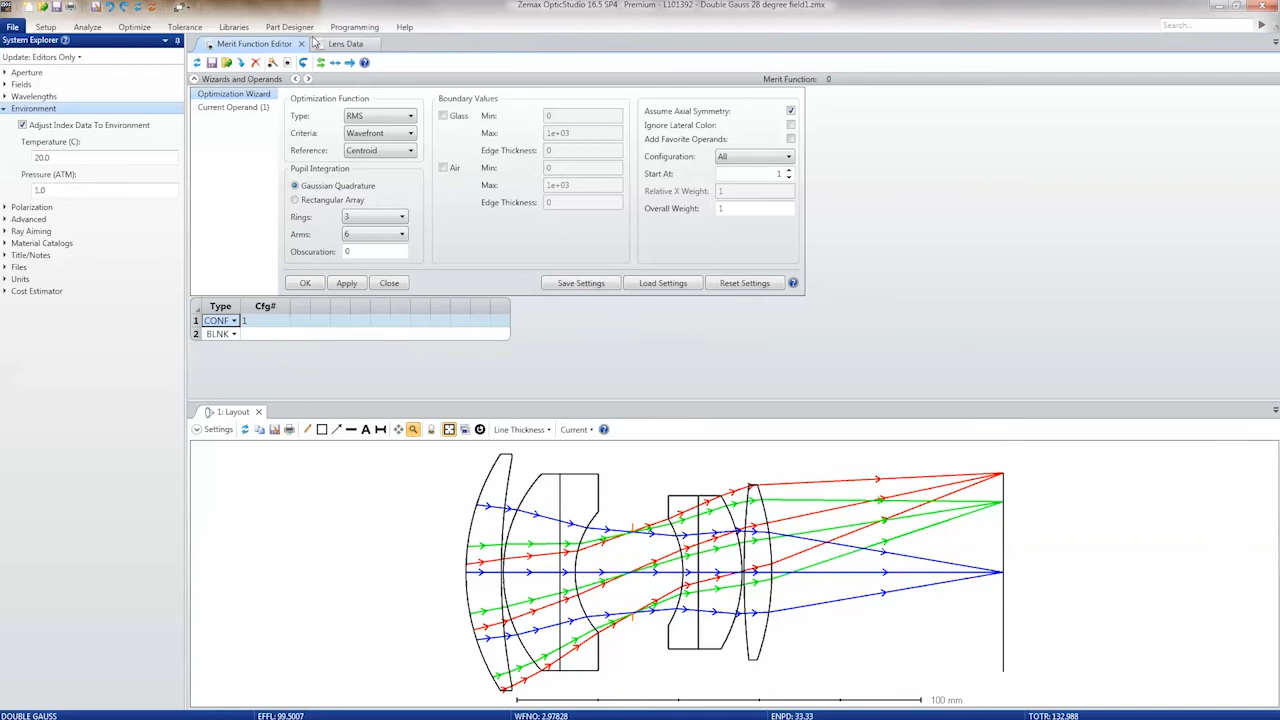 Zemax OpticStudio 16.5 SP4   Premium - L101392 - Double Gauss 28 degree field1.zmx
File Setup Analyze Optimize Tolerance Libraries Part Designer Programming Help Search...
System Explorer
Update: Editors Only
Aperture
Fields
Wavelengths
Environment
Adjust Index Data To Environment
Temperature (C):
20.0
Pressure (ATM):
1.0
Polarization
Advanced
Ray Aiming
Material Catalogs
Title/Notes
Files
Units
Cost Estimator
Merit Function Editor Lens Data
Wizards and Operands Merit Function: 0
Optimization Wizard
Current Operand (1)
Optimization Function
Type: RMS
Criteria: Wavefront
Reference: Centroid
Pupil Integration
Gaussian Quadrature
Rectangular Array
Rings: 3
Arms: 6
Obscuration: 0
Boundary Values
Glass Min: 0
Max: 1e+03
Edge Thickness: 0
Air Min: 0
Max: 1e+03
Edge Thickness: 0
Assume Axial Symmetry:
Ignore Lateral Color:
Add Favorite Operands:
Configuration: All
Start At: 1
Relative X Weight: 1
Overall Weight: 1
OK Apply Close Save Settings Load Settings Reset Settings
Type Cfg#
1 CONF 1
2 BLNK
1: Layout
Settings A H Line Thickness Current
100 mm
DOUBLE GAUSS EFFL: 99.5007 WFNO: 2.97828 ENPD: 33.33 TOTR: 132.988